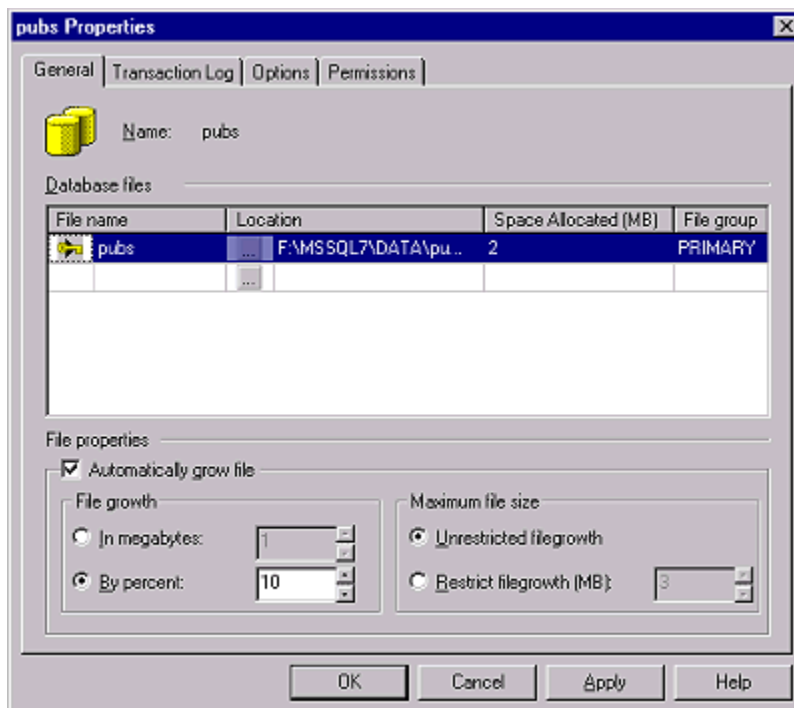 pubs Properties
General Transaction Log Options Permissions
Name: pubs
Database files
File name Location Space Allocated (MB) File group
pubs ... F:\MSSQL7\DATA\pu... 2 PRIMARY
...
File properties
Automatically grow file
File growth Maximum file size
In megabytes: 1 Unrestricted filegrowth
By percent: 10 Restrict filegrowth (MB): 3
OK Cancel Apply Help